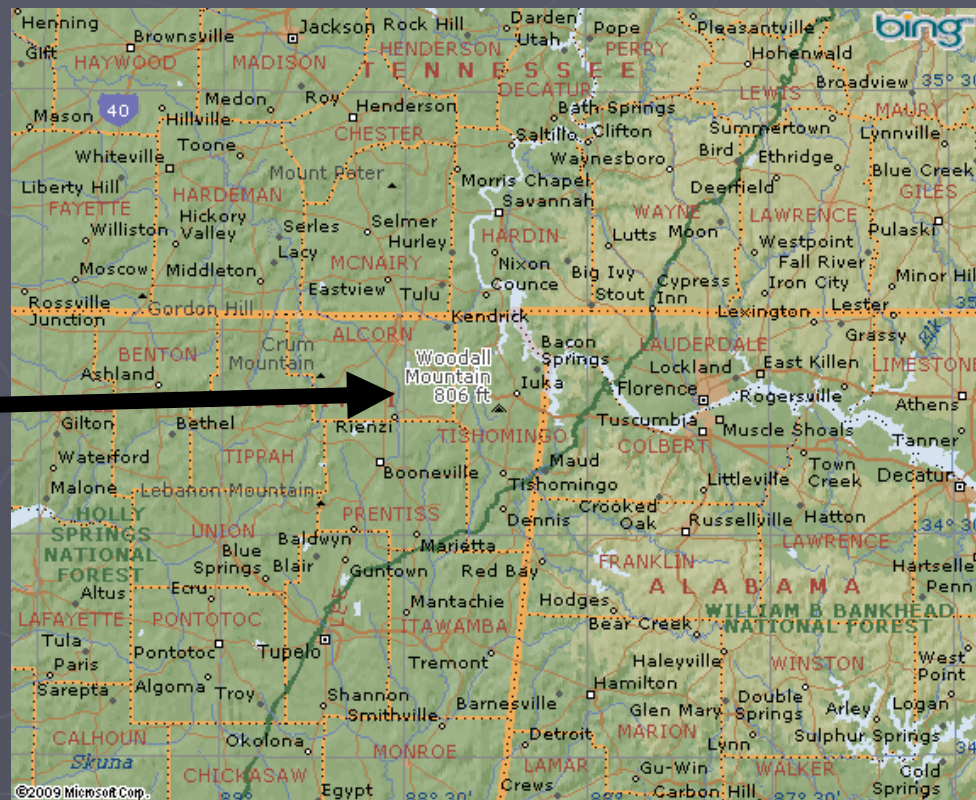 Henning
Brownsville
Jackson
Rock Hill
Darden
Utah
Pope
Pleasantville
bing
Gift
HAYWOOD
MADISON
HENDERSON
PERRY
Hohenwald
TENNESSEE
DECATUR
LEWIS
Broadview
35° 30
40
Mason
Hillville
Medon
Roy
Henderson
Bath Springs
MAURY
Toone
CHESTER
Saltillo
Clifton
Summertown
Lynnville
Whiteville
Mount Peter
Waynesboro
Bird
Ethridge
Blue Creek
Liberty Hill
HARDEMAN
Morris Chapel
Deerfield
GILES
FAYETTE
Hickory
Valley
Savannah
WAYNE
LAWRENCE
Williston
Serles
Selmer
Hurley
HARDIN
Lutts
Moon
Westpoint
Pulaski
Lacy
MCNAIRY
Nixon
Fall River
Moscow
Middleton
Eastview
Tulu
Counce
Big Ivy
Cypress
Inn
Iron City
Minor Hil
Rossville
Gordon Hill
Stout
Lexington
Lester
35
Junction
ALCORN
Kendrick
Grassy
Elk
BENTON
Crum
Mountain
Woodall
Mountain
806 ft
Bacon
Springs
LAUDERDALE
LIMESTONE
Ashland
Iuka
Lockland
East Killen
Florence
Rogersville
Athens
Gilton
Bethel
Rienzi
TISHOMINGO
Tuscumbia
Muscle Shoals
Tanner
Waterford
TIPPAH
Booneville
Maud
COLBERT
Town
Creek
Decatur
Malone
Lebanon Mountain
Tishomingo
Littleville
HOLLY
SPRINGS
NATIONAL
FOREST
UNION
PRENTISS
Dennis
Crooked
Oak
Russellville
Hatton
34° 30
Baldwyn
Marietta
LAWRENCE
Blue
Springs
Blair
Guntown
Red Bay
FRANKLIN
Hartselle
Altus
Ecru
Mantachie
Hodges
ALABAMA
Penn
LAFAYETTE
PONTOTOC
LEE
ITAWAMBA
Bear Creek
WILLIAM B BANKHEAD
NATIONAL FOREST
Tula
Pontotoc
Tupelo
Tremont
Haleyville
WINSTON
West
Point
Paris
Sarepta
Algoma
Troy
Shannon
Barnesville
Hamilton
Double
Springs
Arley
Logan
Smithville
Glen Mary
CALHOUN
Okolona
MONROE
Detroit
MARION
Lynn
Sulphur Springs
34
Skuna
CHICKASAW
LAMAR
Gu-Win
WALKER
Cold
Springs
©2009 Microsoft Corp.
Egypt
88° 30'
Crews
Carbon Hill
87° 30'